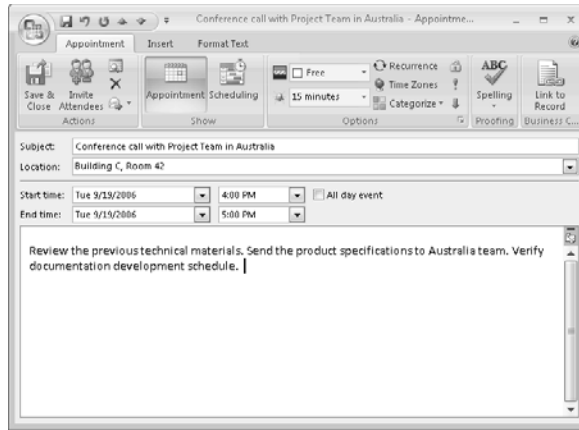 Conference call with Project Team in Australia - Appointme...
Appointment Insert Format Text
Save & Close
Invite Attendees
Actions
Appointment Scheduling
Show
Free
15 minutes
Recurrence
Time Zones
Categorize
Options
ABC
Spelling
Proofing
Link to Record
Business C...
Subject: Conference call with Project Team in Australia
Location: Building C, Room 42
Start time: Tue 9/19/2006 4:00 PM All day event
End time: Tue 9/19/2006 5:00 PM
Review the previous technical materials. Send the product specifications to Australia team. Verify
documentation development schedule.